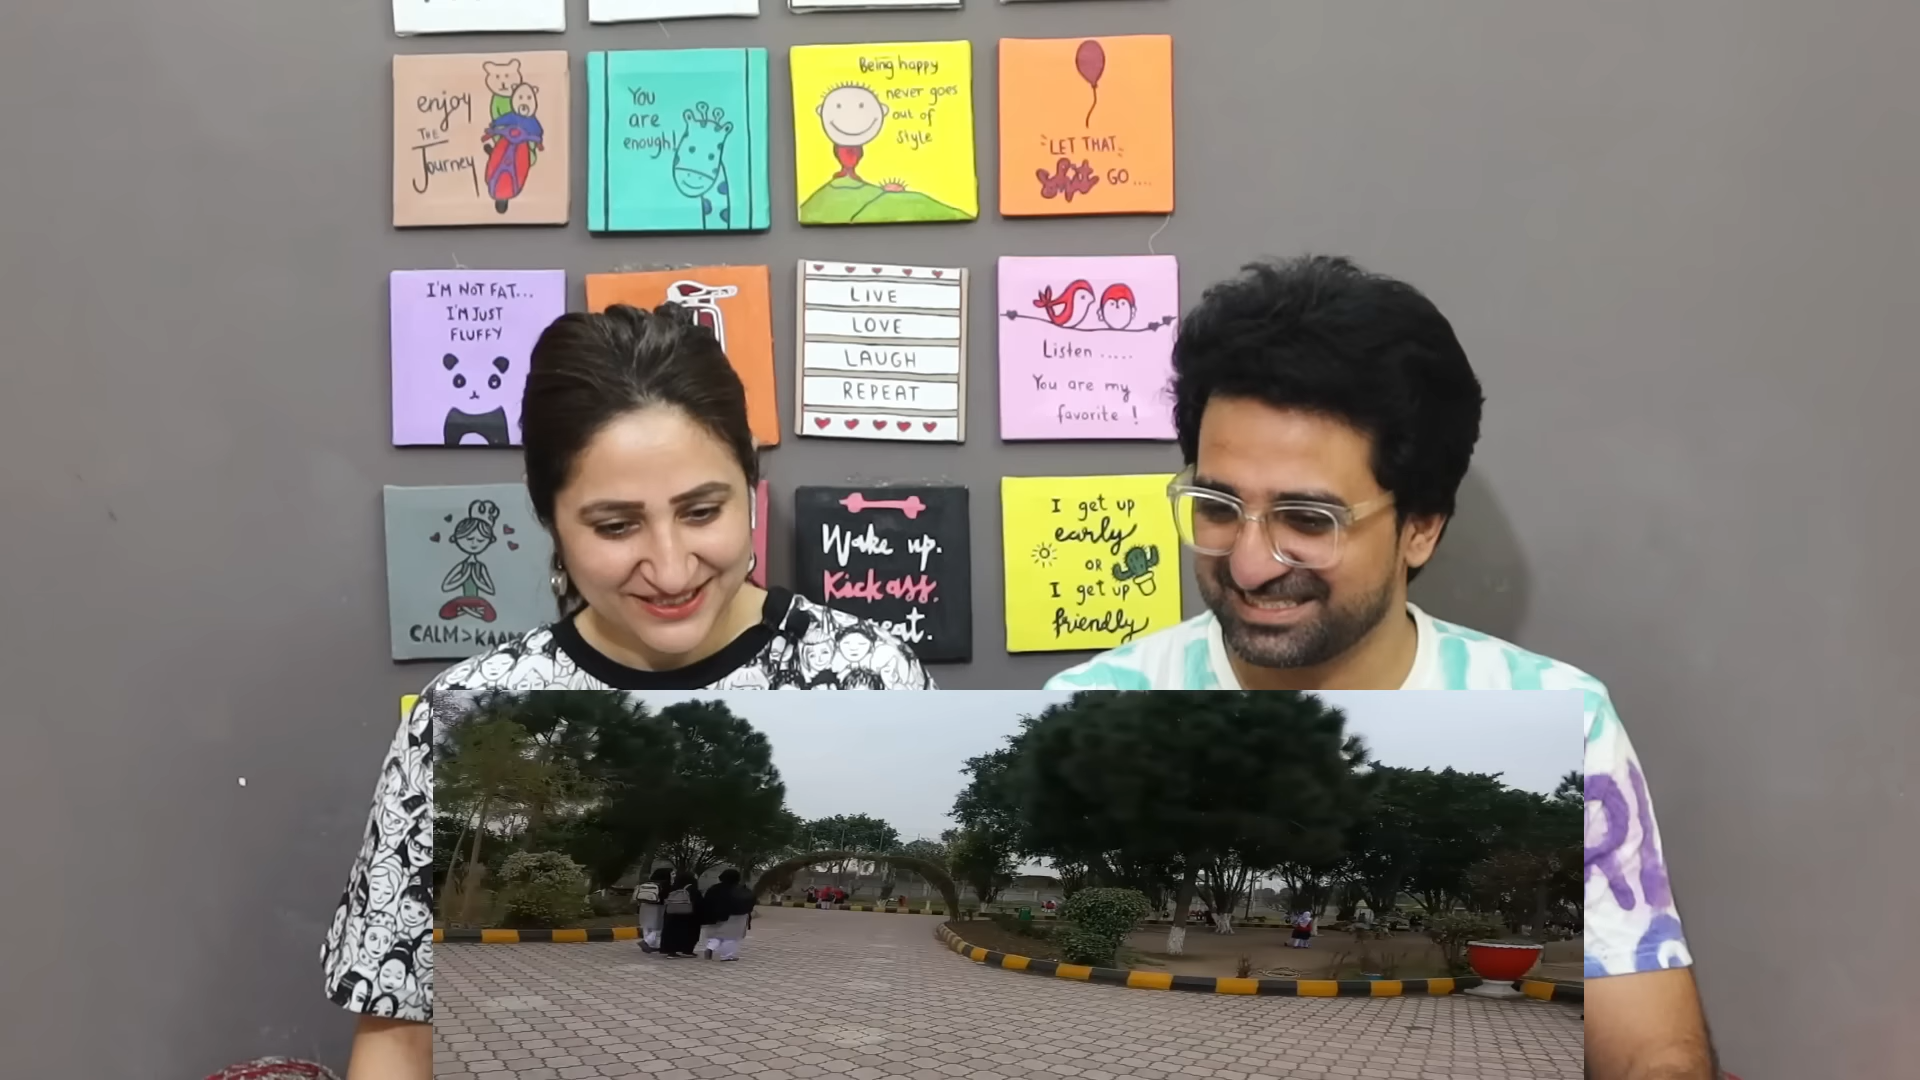 enjoy
THE
Journey
You
are
enough!
Being happy
never goes
out of
style
LET THAT
shit GO....
I'M NOT FAT...
I'M JUST
FLUFFY
LIVE
LOVE
LAUGH
REPEAT
Listen .....
You are my
favorite !
CALM>KAAM
Wake up.
Kick ass.
I get up
early
OR
I get up
friendly